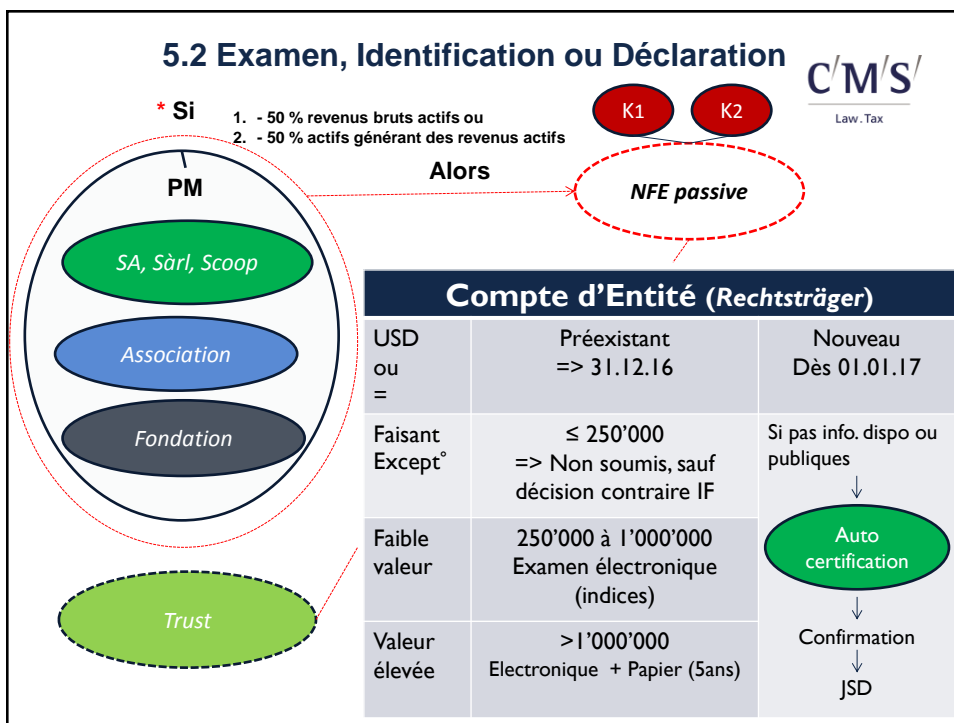 5.2 Examen, Identification ou Déclaration
C'M'S'
Law.Tax
* Si
1. - 50 % revenus bruts actifs ou
2. - 50 % actifs générant des revenus actifs
K1
K2
Alors
NFE passive
PM
SA, Sàrl, Scoop
Association
Fondation
Trust
Compte d'Entité (Rechtsträger)
USD
ou
=
Préexistant
=> 31.12.16
Nouveau
Dès 01.01.17
Faisant
Except°
≤ 250'000
=> Non soumis, sauf
décision contraire IF
Si pas info. dispo ou
publiques
Faible
valeur
250'000 à 1'000'000
Examen électronique
(indices)
Auto
certification
Valeur
élevée
>1'000'000
Electronique + Papier (5ans)
Confirmation
JSD